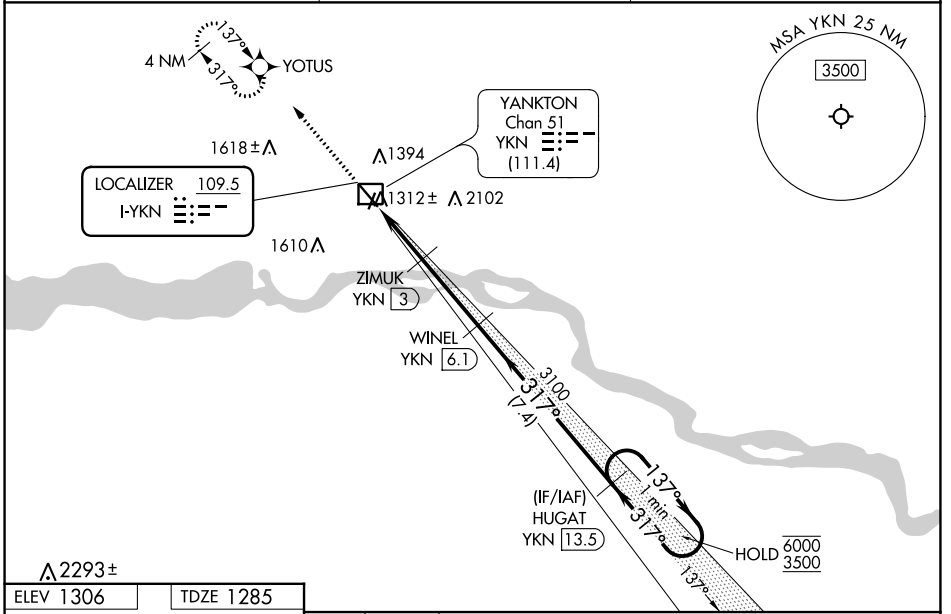 MSA YKN 25 NM
3500
137°
4 NM
317°
YOTUS
YANKTON
Chan 51
YKN
(111.4)
1618±
1394
LOCALIZER 109.5
I-YKN
1312±
2102
1610
ZIMUK
YKN 3
WINEL
YKN 6.1
3100
317°
(7.4)
137°
1 min
317°
(IF/IAF)
HUGAT
YKN 13.5
HOLD 6000
3500
137°
2293±
ELEV 1306
TDZE 1285